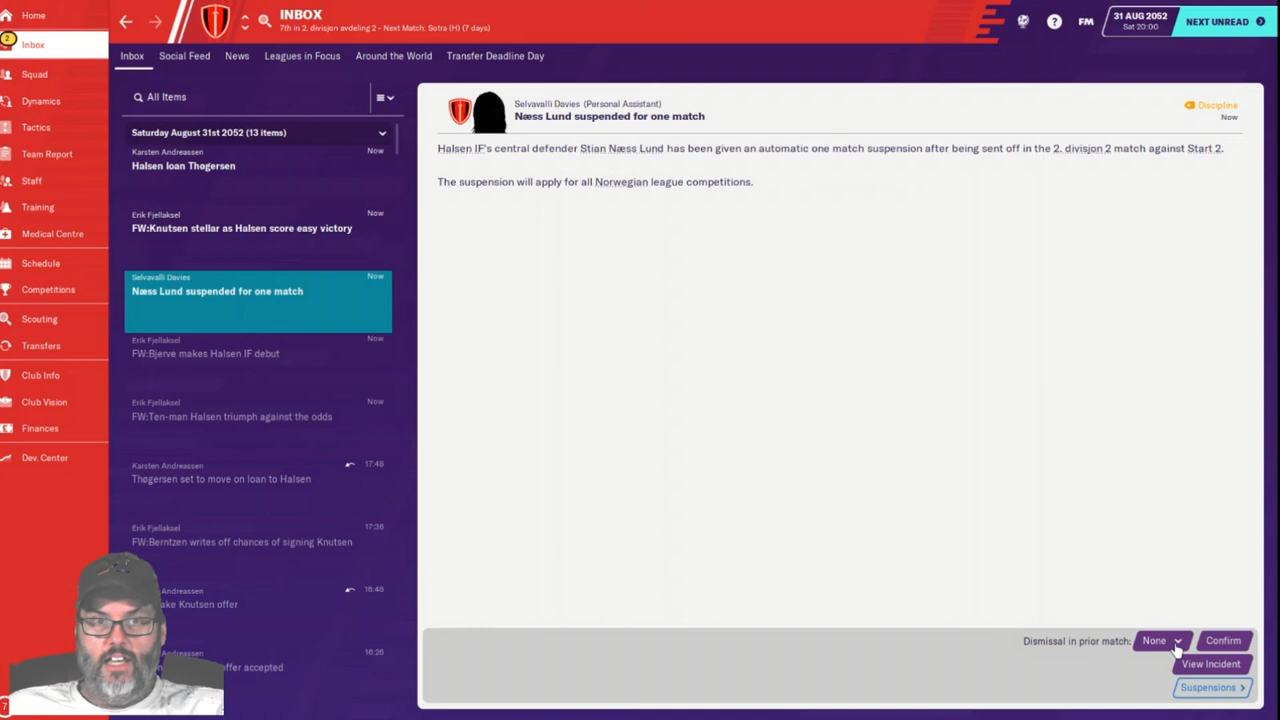 Home
INBOX
7th in 2. divisjon avdeling 2 - Next Match: Sotra (H) (7 days)
FM
31 AUG 2052
Sat 20:00
NEXT UNREAD
2
Inbox
Squad
Dynamics
Tactics
Team Report
Staff
Training
Medical Centre
Schedule
Competitions
Scouting
Transfers
Club Info
Club Vision
Finances
Dev. Center
7
Inbox
Social Feed
News
Leagues in Focus
Around the World
Transfer Deadline Day
All Items
Saturday August 31st 2052 (13 items)
Karsten Andreassen
Now
Halsen loan Thøgersen
Erik Fjellaksel
Now
FW:Knutsen stellar as Halsen score easy victory
Selvavalli Davies
Now
Næss Lund suspended for one match
Erik Fjellaksel
Now
FW:Bjerve makes Halsen IF debut
Erik Fjellaksel
Now
FW:Ten-man Halsen triumph against the odds
Karsten Andreassen
17:48
Thøgersen set to move on loan to Halsen
Erik Fjellaksel
17:36
FW:Berntzen writes off chances of signing Knutsen
Andreassen
16:48
Knutsen offer
Andreassen
16:26
offer accepted
Selvavalli Davies (Personal Assistant)
Næss Lund suspended for one match
Discipline
Now
Halsen IF's central defender Stian Næss Lund has been given an automatic one match suspension after being sent off in the 2. divisjon 2 match against Start 2.
The suspension will apply for all Norwegian league competitions.
Dismissal in prior match:
None
Confirm
View Incident
Suspensions